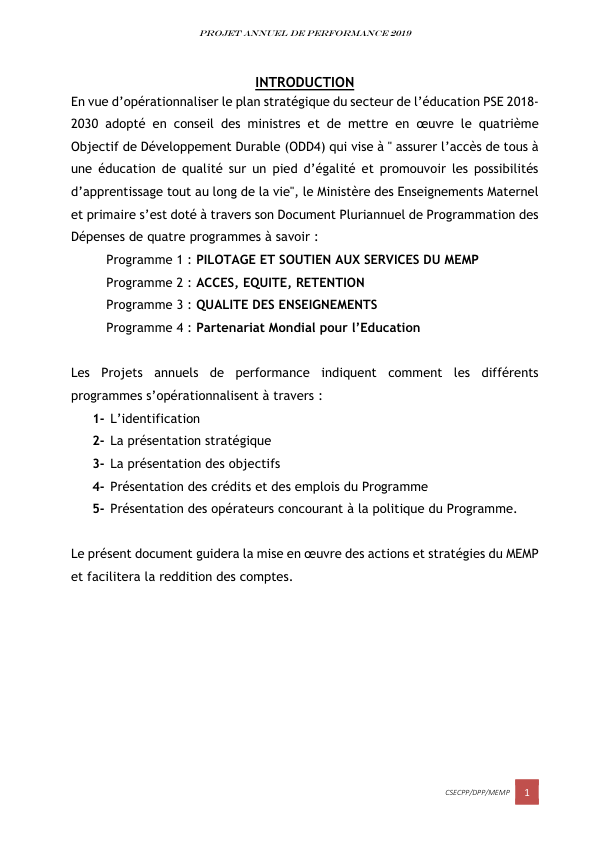 PROJET ANNUEL DE PERFORMANCE 2019
INTRODUCTION
En vue d’opérationnaliser le plan stratégique du secteur de l’éducation PSE 2018-
2030 adopté en conseil des ministres et de mettre en œuvre le quatrième
Objectif de Développement Durable (ODD4) qui vise à " assurer l’accès de tous à
une éducation de qualité sur un pied d’égalité et promouvoir les possibilités
d’apprentissage tout au long de la vie", le Ministère des Enseignements Maternel
et primaire s’est doté à travers son Document Pluriannuel de Programmation des
Dépenses de quatre programmes à savoir :
Programme 1 : PILOTAGE ET SOUTIEN AUX SERVICES DU MEMP
Programme 2 : ACCES, EQUITE, RETENTION
Programme 3 : QUALITE DES ENSEIGNEMENTS
Programme 4 : Partenariat Mondial pour l’Education
Les Projets annuels de performance indiquent comment les différents
programmes s’opérationnalisent à travers :
1- L’identification
2- La présentation stratégique
3- La présentation des objectifs
4- Présentation des crédits et des emplois du Programme
5- Présentation des opérateurs concourant à la politique du Programme.
Le présent document guidera la mise en œuvre des actions et stratégies du MEMP
et facilitera la reddition des comptes.
CSECPP/DPP/MEMP 1